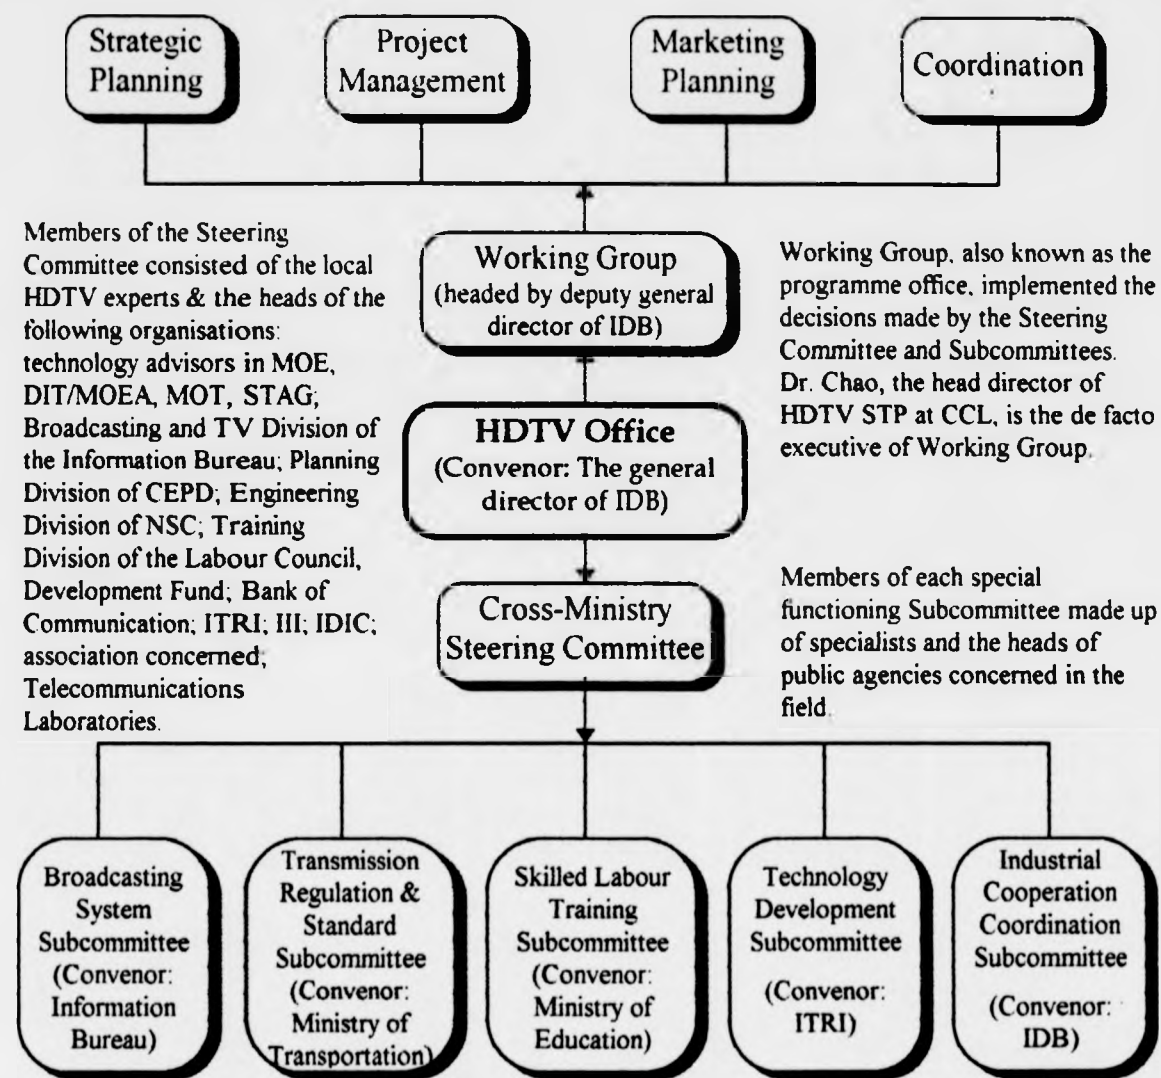 Strategic
Planning
Project
Management
Marketing
Planning
Coordination
Members of the Steering
Committee consisted of the local
HDTV experts & the heads of the
following organisations:
technology advisors in MOE,
DIT/MOEA, MOT, STAG;
Broadcasting and TV Division of
the Information Bureau; Planning
Division of CEPD; Engineering
Division of NSC; Training
Division of the Labour Council,
Development Fund; Bank of
Communication; ITRI; III; IDIC;
association concerned;
Telecommunications
Laboratories.
Working Group
(headed by deputy general
director of IDB)
HDTV Office
(Convenor: The general
director of IDB)
Cross-Ministry
Steering Committee
Working Group, also known as the
programme office, implemented the
decisions made by the Steering
Committee and Subcommittees.
Dr. Chao, the head director of
HDTV STP at CCL, is the de facto
executive of Working Group.
Members of each special
functioning Subcommittee made up
of specialists and the heads of
public agencies concerned in the
field.
Broadcasting
System
Subcommittee
(Convenor:
Information
Bureau)
Transmission
Regulation &
Standard
Subcommittee
(Convenor:
Ministry of
Transportation)
Skilled Labour
Training
Subcommittee
(Convenor:
Ministry of
Education)
Technology
Development
Subcommittee
(Convenor:
ITRI)
Industrial
Cooperation
Coordination
Subcommittee
(Convenor:
IDB)